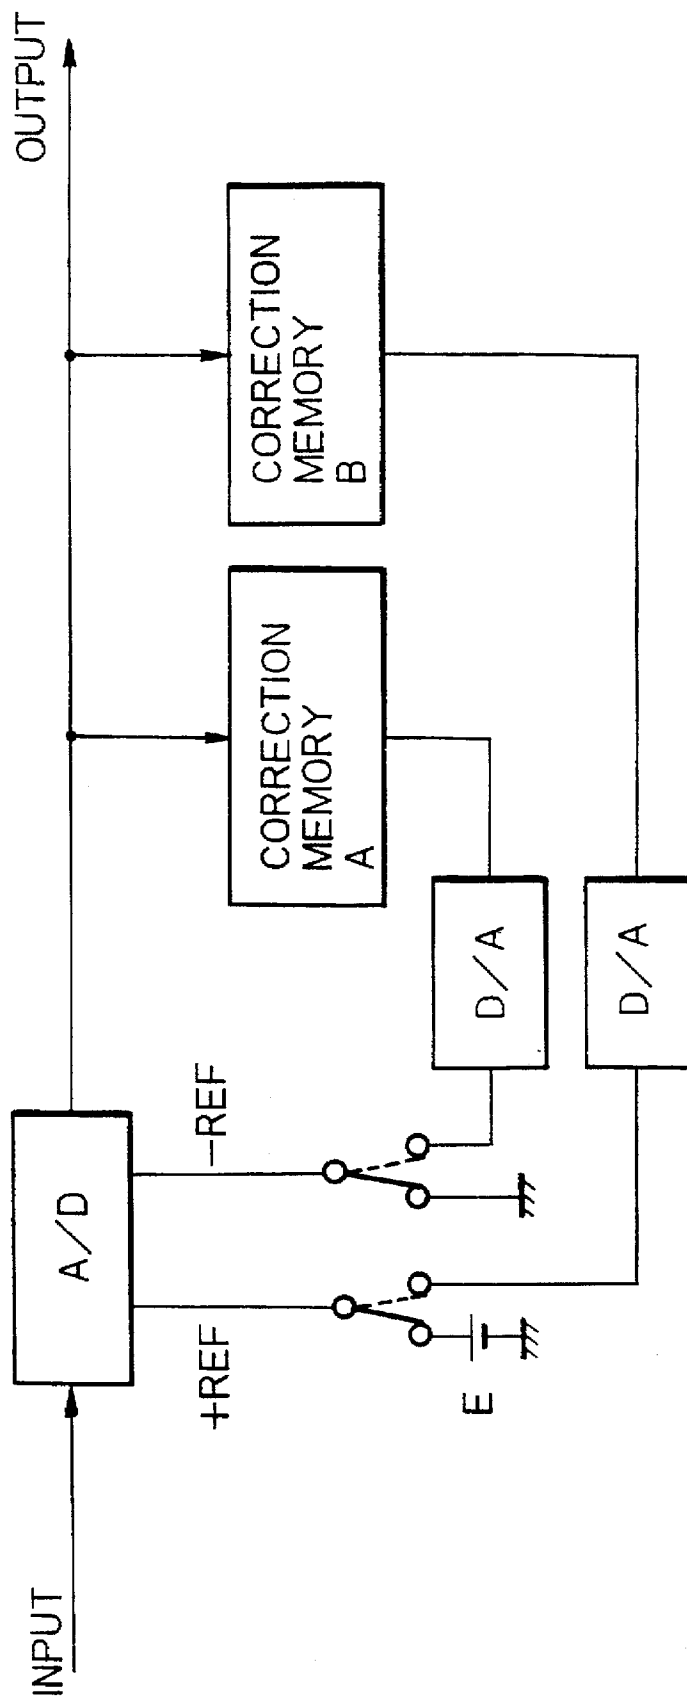 INPUT
A/D
OUTPUT
+REF
-REF
E
CORRECTION
MEMORY
A
CORRECTION
MEMORY
B
D/A
D/A